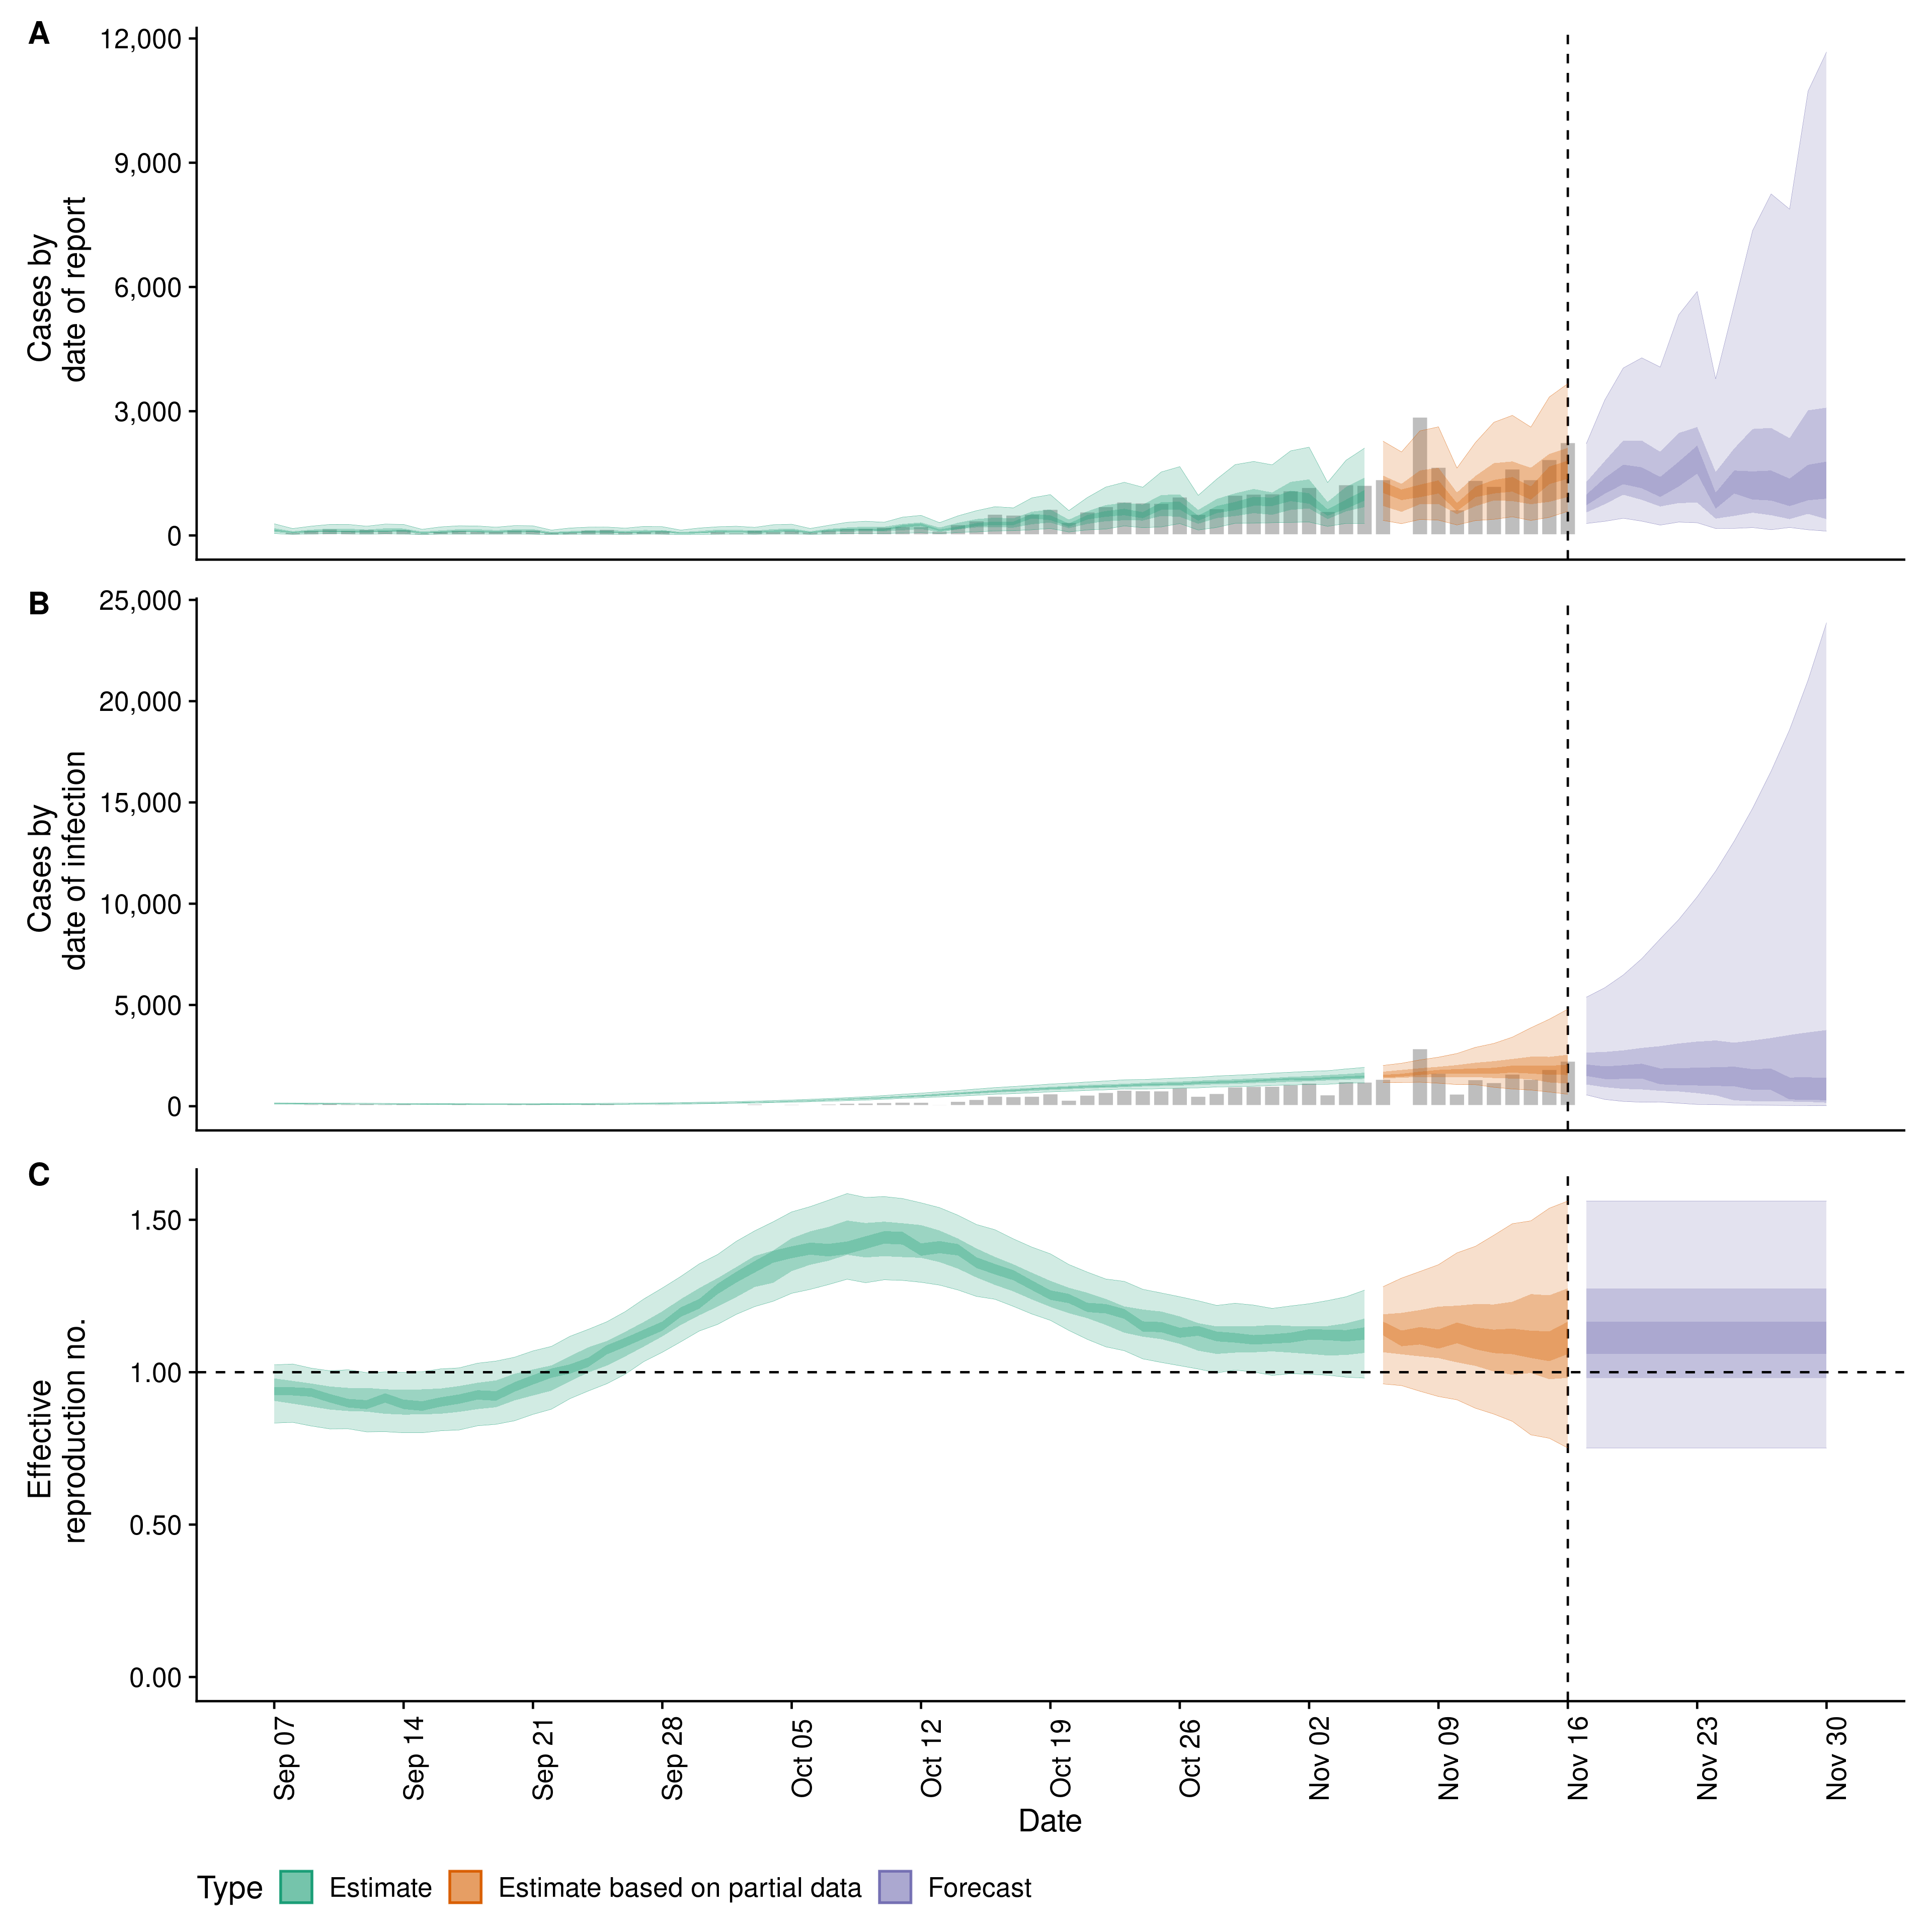 A
12,000
9,000
6,000
3,000
0
Cases by
date of report
B
25,000
20,000
15,000
10,000
5,000
0
Cases by
date of infection
C
1.50
1.00
0.50
0.00
Effective
reproduction no.
Sep 07
Sep 14
Sep 21
Sep 28
Oct 05
Oct 12
Oct 19
Oct 26
Nov 02
Nov 09
Nov 16
Nov 23
Nov 30
Date
Type Estimate Estimate based on partial data Forecast